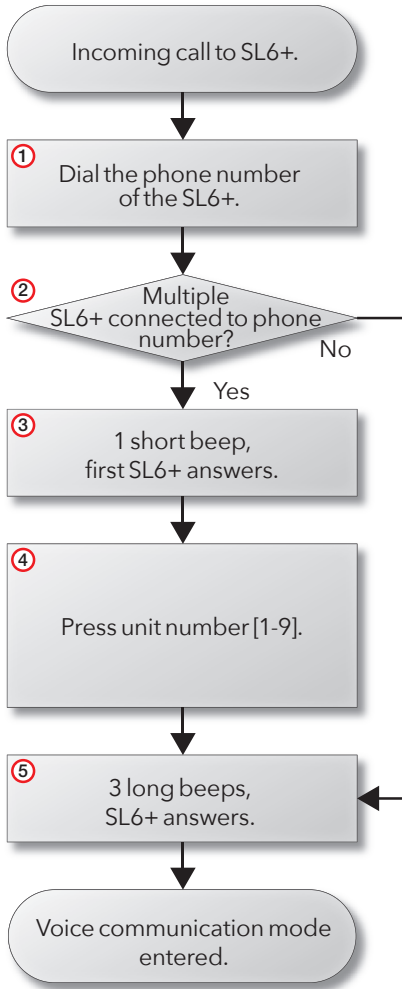 Incoming call to SL6+.
1
Dial the phone number
of the SL6+.
2
Multiple
SL6+ connected to phone
number?
No
Yes
3
1 short beep,
first SL6+ answers.
4
Press unit number [1-9].
5
3 long beeps,
SL6+ answers.
Voice communication mode
entered.